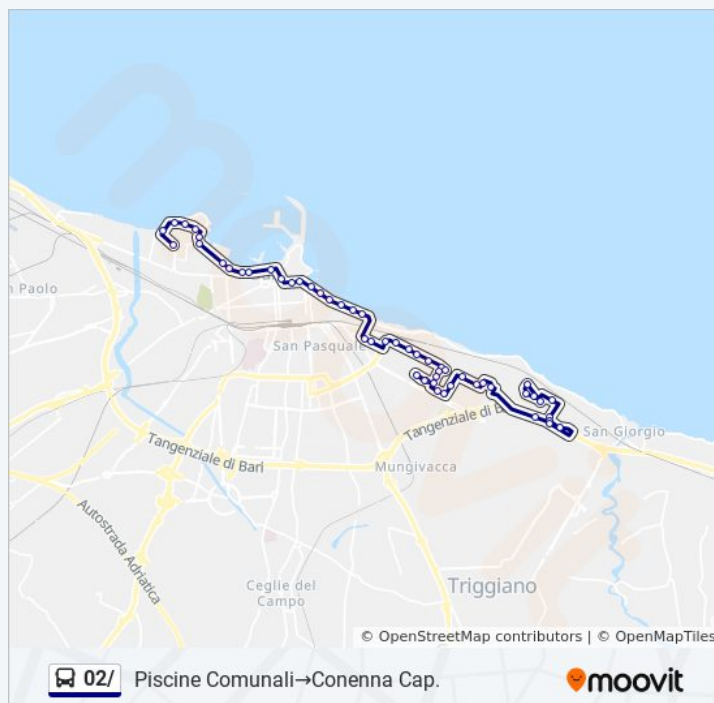 n Paolo
San Pasquale
San Giorgio
Tangenziale di B
Tangenziale di Bari
Mungivacca
Autostrada Adriatica
Ceglie del
Campo
Triggiano
© OpenStreetMap contributors | © OpenMapTiles
02/ Piscine Comunali→Conenna Cap.
moovit